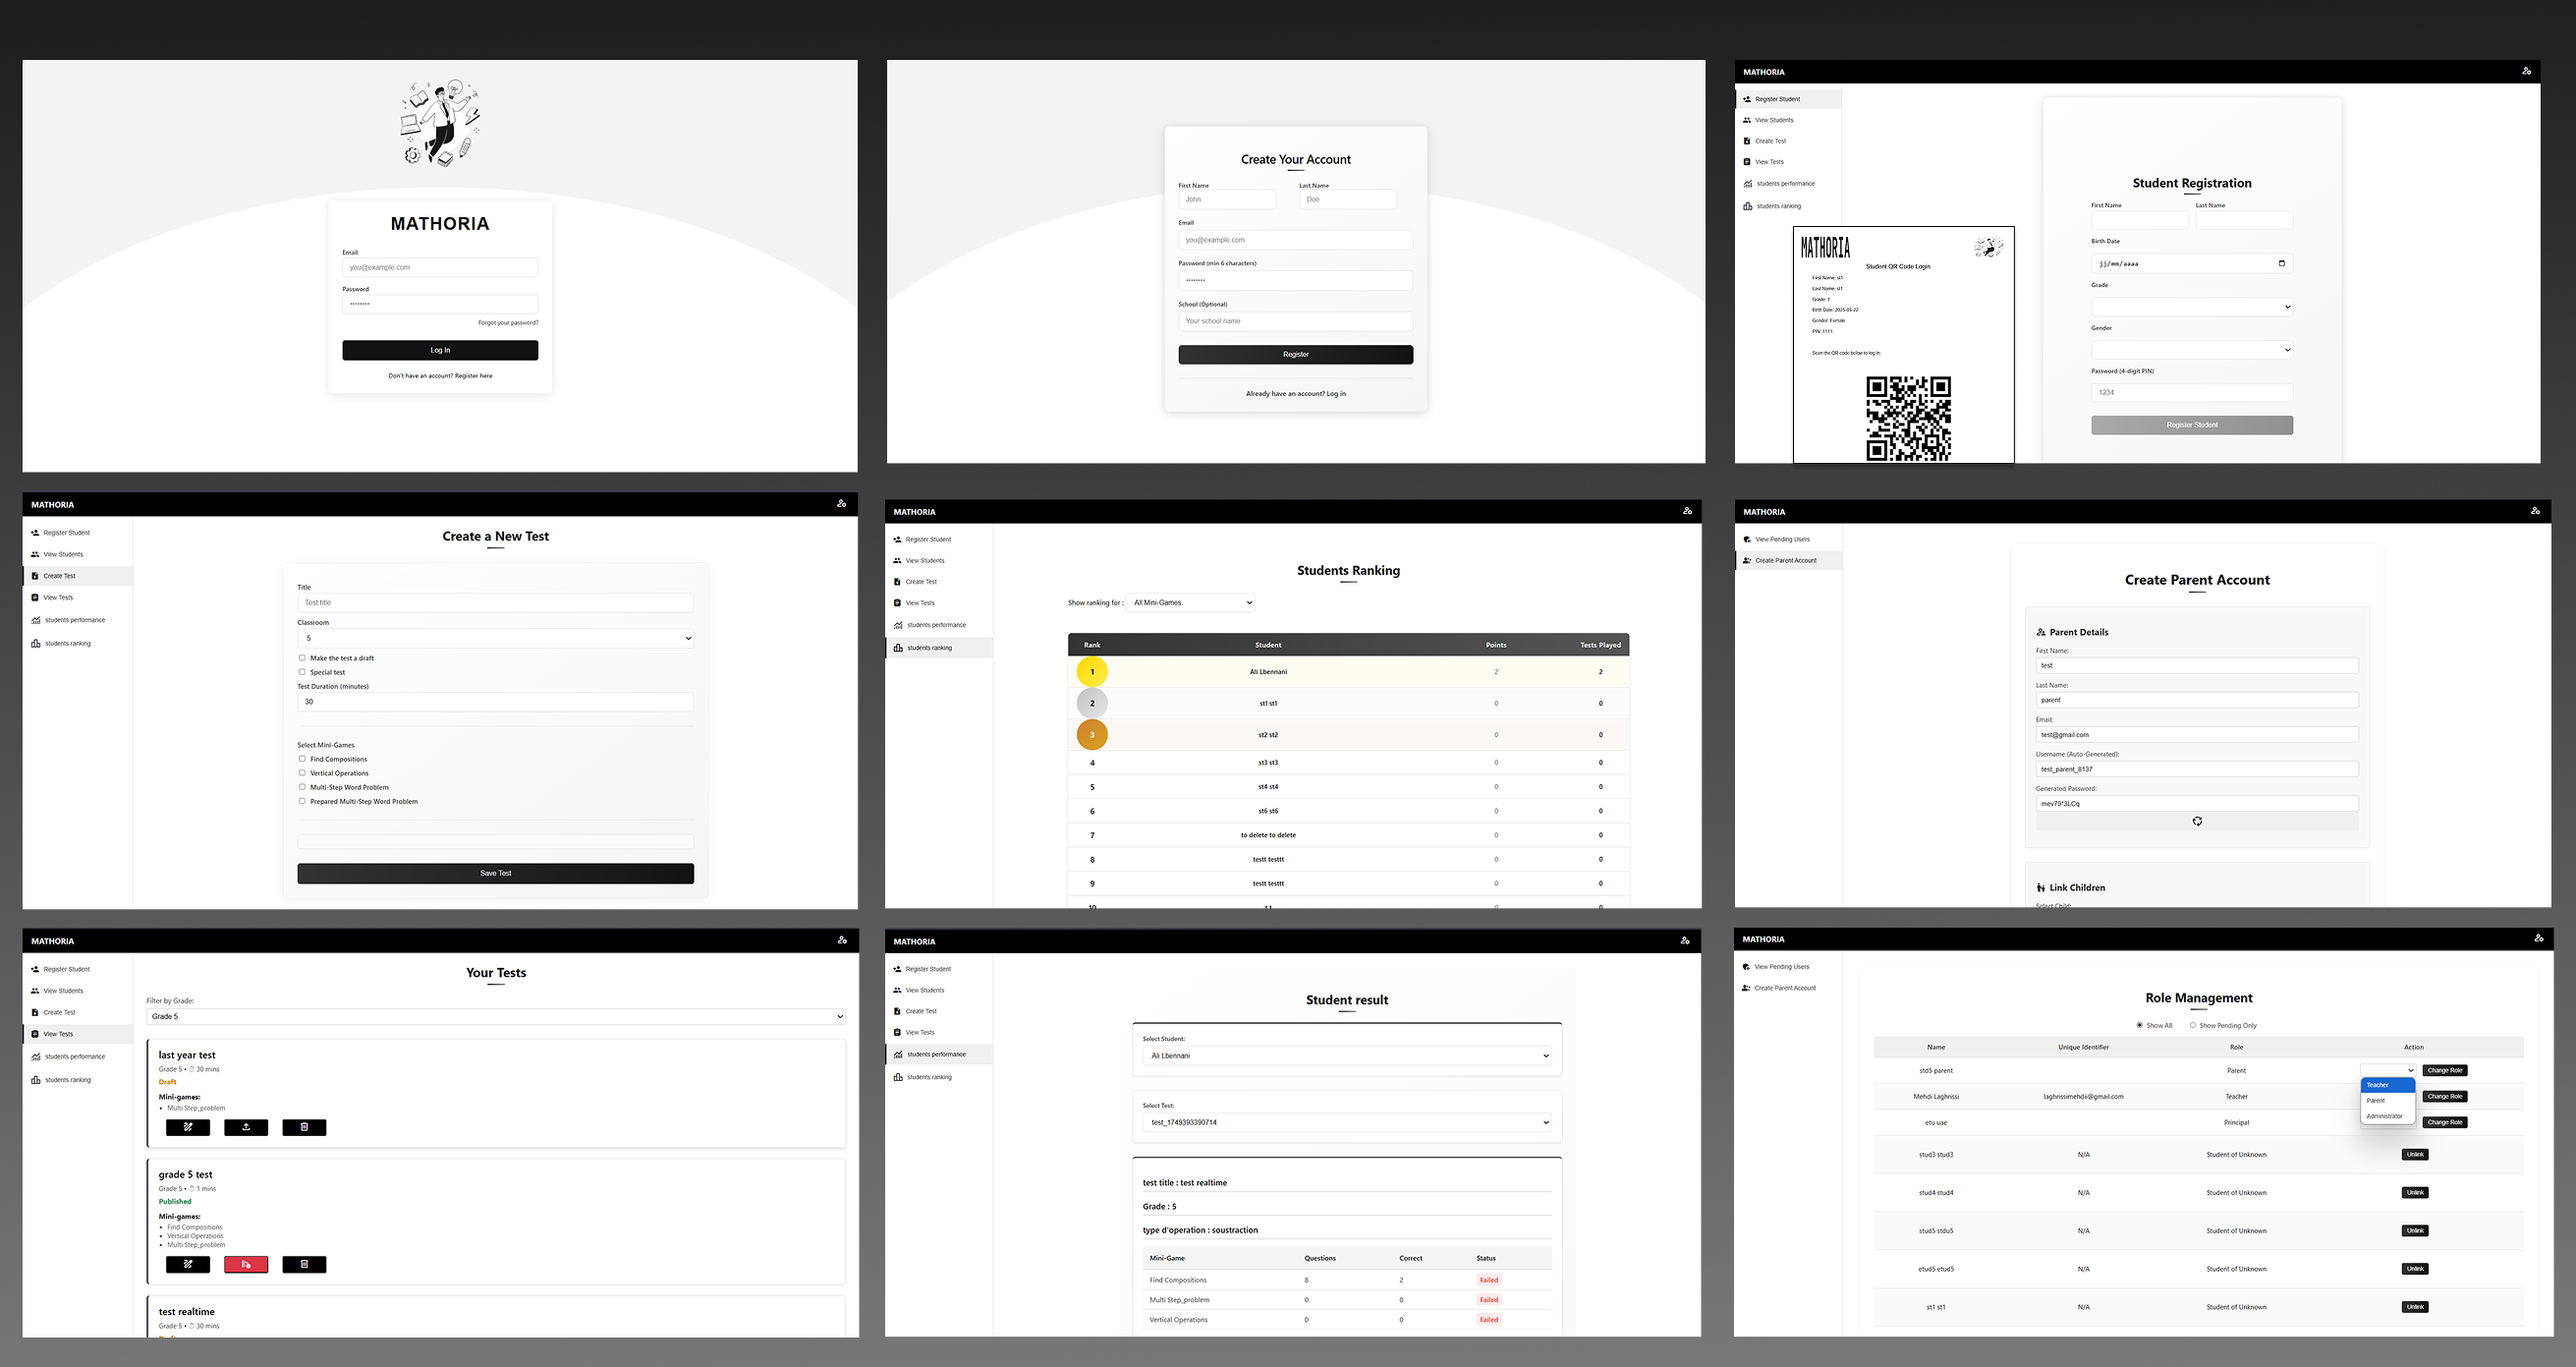 MATHORIA
Email
you@example.com
Password
••••••••
Forgot your password?
Log In
Don't have an account? Register here
Create Your Account
First Name Last Name
John Doe
Email
you@example.com
Password (min 6 characters)
••••••••
School (Optional)
Your school name
Register
Already have an account? Log in
MATHORIA
Register Student
View Students
Create Test
View Tests
students performance
students ranking
MATHORIA
Student QR Code Login
First Name: st1
Last Name: st1
Grade: 1
Birth Date: 2025-05-22
Gender: Female
PIN: 1111
Scan the QR code below to log in:
Student Registration
First Name Last Name
Birth Date
jj/mm/aaaa
Grade
Gender
Password (4-digit PIN)
1234
Register Student
MATHORIA
Register Student
View Students
Create Test
View Tests
students performance
students ranking
Create a New Test
Title
Test title
Classroom
5
Make the test a draft
Special test
Test Duration (minutes)
30
Select Mini-Games
Find Compositions
Vertical Operations
Multi-Step Word Problem
Prepared Multi-Step Word Problem
Save Test
MATHORIA
Register Student
View Students
Create Test
View Tests
students performance
students ranking
Students Ranking
Show ranking for : All Mini-Games
Rank Student Points Tests Played
1 Ali Lbennani 2 2
2 st1 st1 0 0
3 st2 st2 0 0
4 st3 st3 0 0
5 st4 st4 0 0
6 st6 st6 0 0
7 to delete to delete 0 0
8 testt testtt 0 0
9 testt testtt 0 0
10
MATHORIA
View Pending Users
Create Parent Account
Create Parent Account
Parent Details
First Name:
test
Last Name:
parent
Email:
test@gmail.com
Username (Auto-Generated):
test_parent_8137
Generated Password:
mev79*3LCq
Link Children
Select Child:
MATHORIA
Register Student
View Students
Create Test
View Tests
students performance
students ranking
Your Tests
Filter by Grade:
Grade 5
last year test
Grade 5 • ⏱ 30 mins
Draft
Mini-games:
• Multi Step_problem
grade 5 test
Grade 5 • ⏱ 1 mins
Published
Mini-games:
• Find Compositions
• Vertical Operations
• Multi Step_problem
test realtime
Grade 5 • ⏱ 30 mins
MATHORIA
Register Student
View Students
Create Test
View Tests
students performance
students ranking
Student result
Select Student:
Ali Lbennani
Select Test:
test_1749393390714
test title : test realtime
Grade : 5
type d'operation : soustraction
Mini-Game Questions Correct Status
Find Compositions 8 2 Failed
Multi Step_problem 0 0 Failed
Vertical Operations 0 0 Failed
MATHORIA
View Pending Users
Create Parent Account
Role Management
Show All Show Pending Only
Name Unique Identifier Role Action
std5 parent Parent Change Role
Teacher
Parent
Administrator
Mehdi Laghrissi laghrissimehdii@gmail.com Teacher Change Role
etu uae Principal Change Role
stud3 stud3 N/A Student of Unknown Unlink
stud4 stud4 N/A Student of Unknown Unlink
stud5 stdu5 N/A Student of Unknown Unlink
etud5 etud5 N/A Student of Unknown Unlink
st1 st1 N/A Student of Unknown Unlink